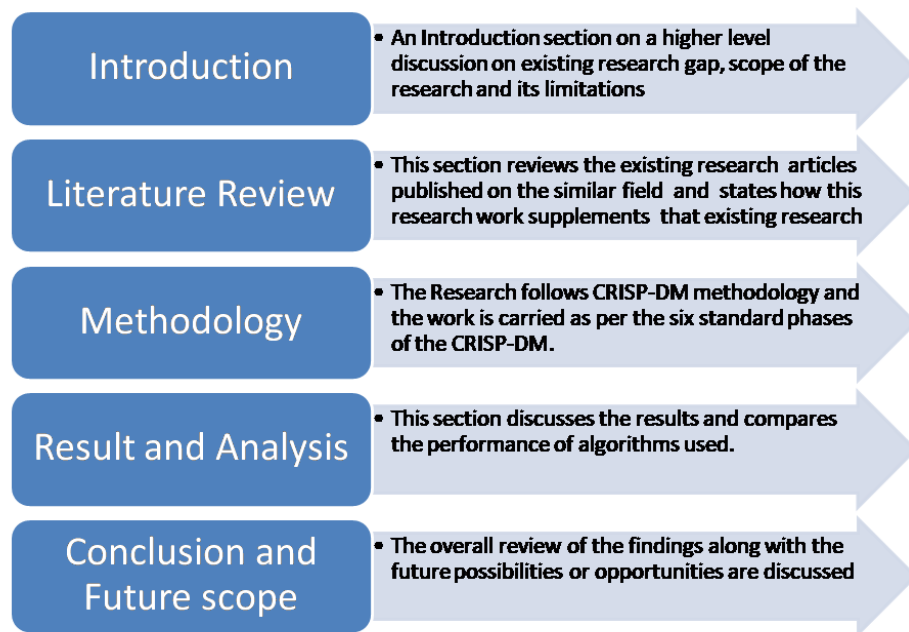 Introduction
• An Introduction section on a higher level
discussion on existing research gap, scope of the
research and its limitations
Literature Review
• This section reviews the existing research articles
published on the similar field and states how this
research work supplements that existing research
Methodology
• The Research follows CRISP-DM methodology and
the work is carried as per the six standard phases
of the CRISP-DM.
Result and Analysis
• This section discusses the results and compares
the performance of algorithms used.
Conclusion and
Future scope
• The overall review of the findings along with the
future possibilities or opportunities are discussed